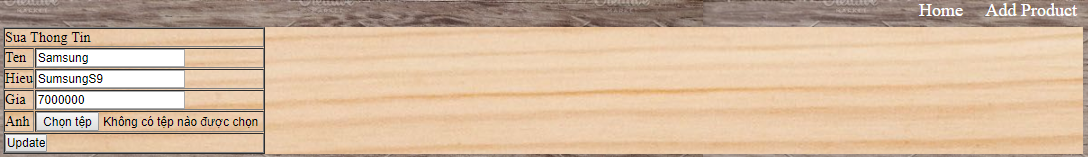 Home Add Product
Sua Thong Tin
Ten Samsung
Hieu SumsungS9
Gia 7000000
Anh Chọn tệp Không có tệp nào được chọn
Update